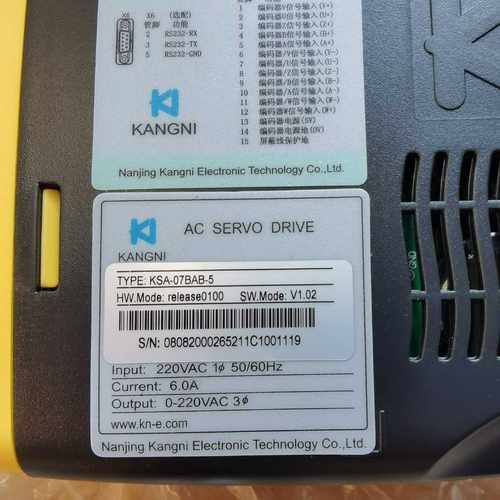 X6 X6 (选配)
管脚 功能
2 RS232-RX
3 RS232-TX
5 RS232-GND
1 编码器V信号输入(V+)
2 编码器U信号输入(U+)
3 编码器Z信号输入(Z+)
4 编码器B信号输入(B+)
5 编码器A信号输入(A+)
6 编码器/V信号输入(V-)
7 编码器/U信号输入(U-)
8 编码器/Z信号输入(Z-)
9 编码器/B信号输入(B-)
10 编码器/A信号输入(A-)
11 编码器/W信号输入(W-)
12 编码器W信号输入(W+)
13 编码器电源(5V)
14 编码器电源地(0V)
15 屏蔽线保护地
KANGNI
Nanjing Kangni Electronic Technology Co.,Ltd.
KANGNI
AC SERVO DRIVE
TYPE: KSA-07BAB-5
HW.Mode: release0100 SW.Mode: V1.02
S/N: 08082000265211C1001119
Input: 220VAC 1ϕ 50/60Hz
Current: 6.0A
Output: 0-220VAC 3ϕ
www.kn-e.com
Nanjing Kangni Electronic Technology Co.,Ltd.